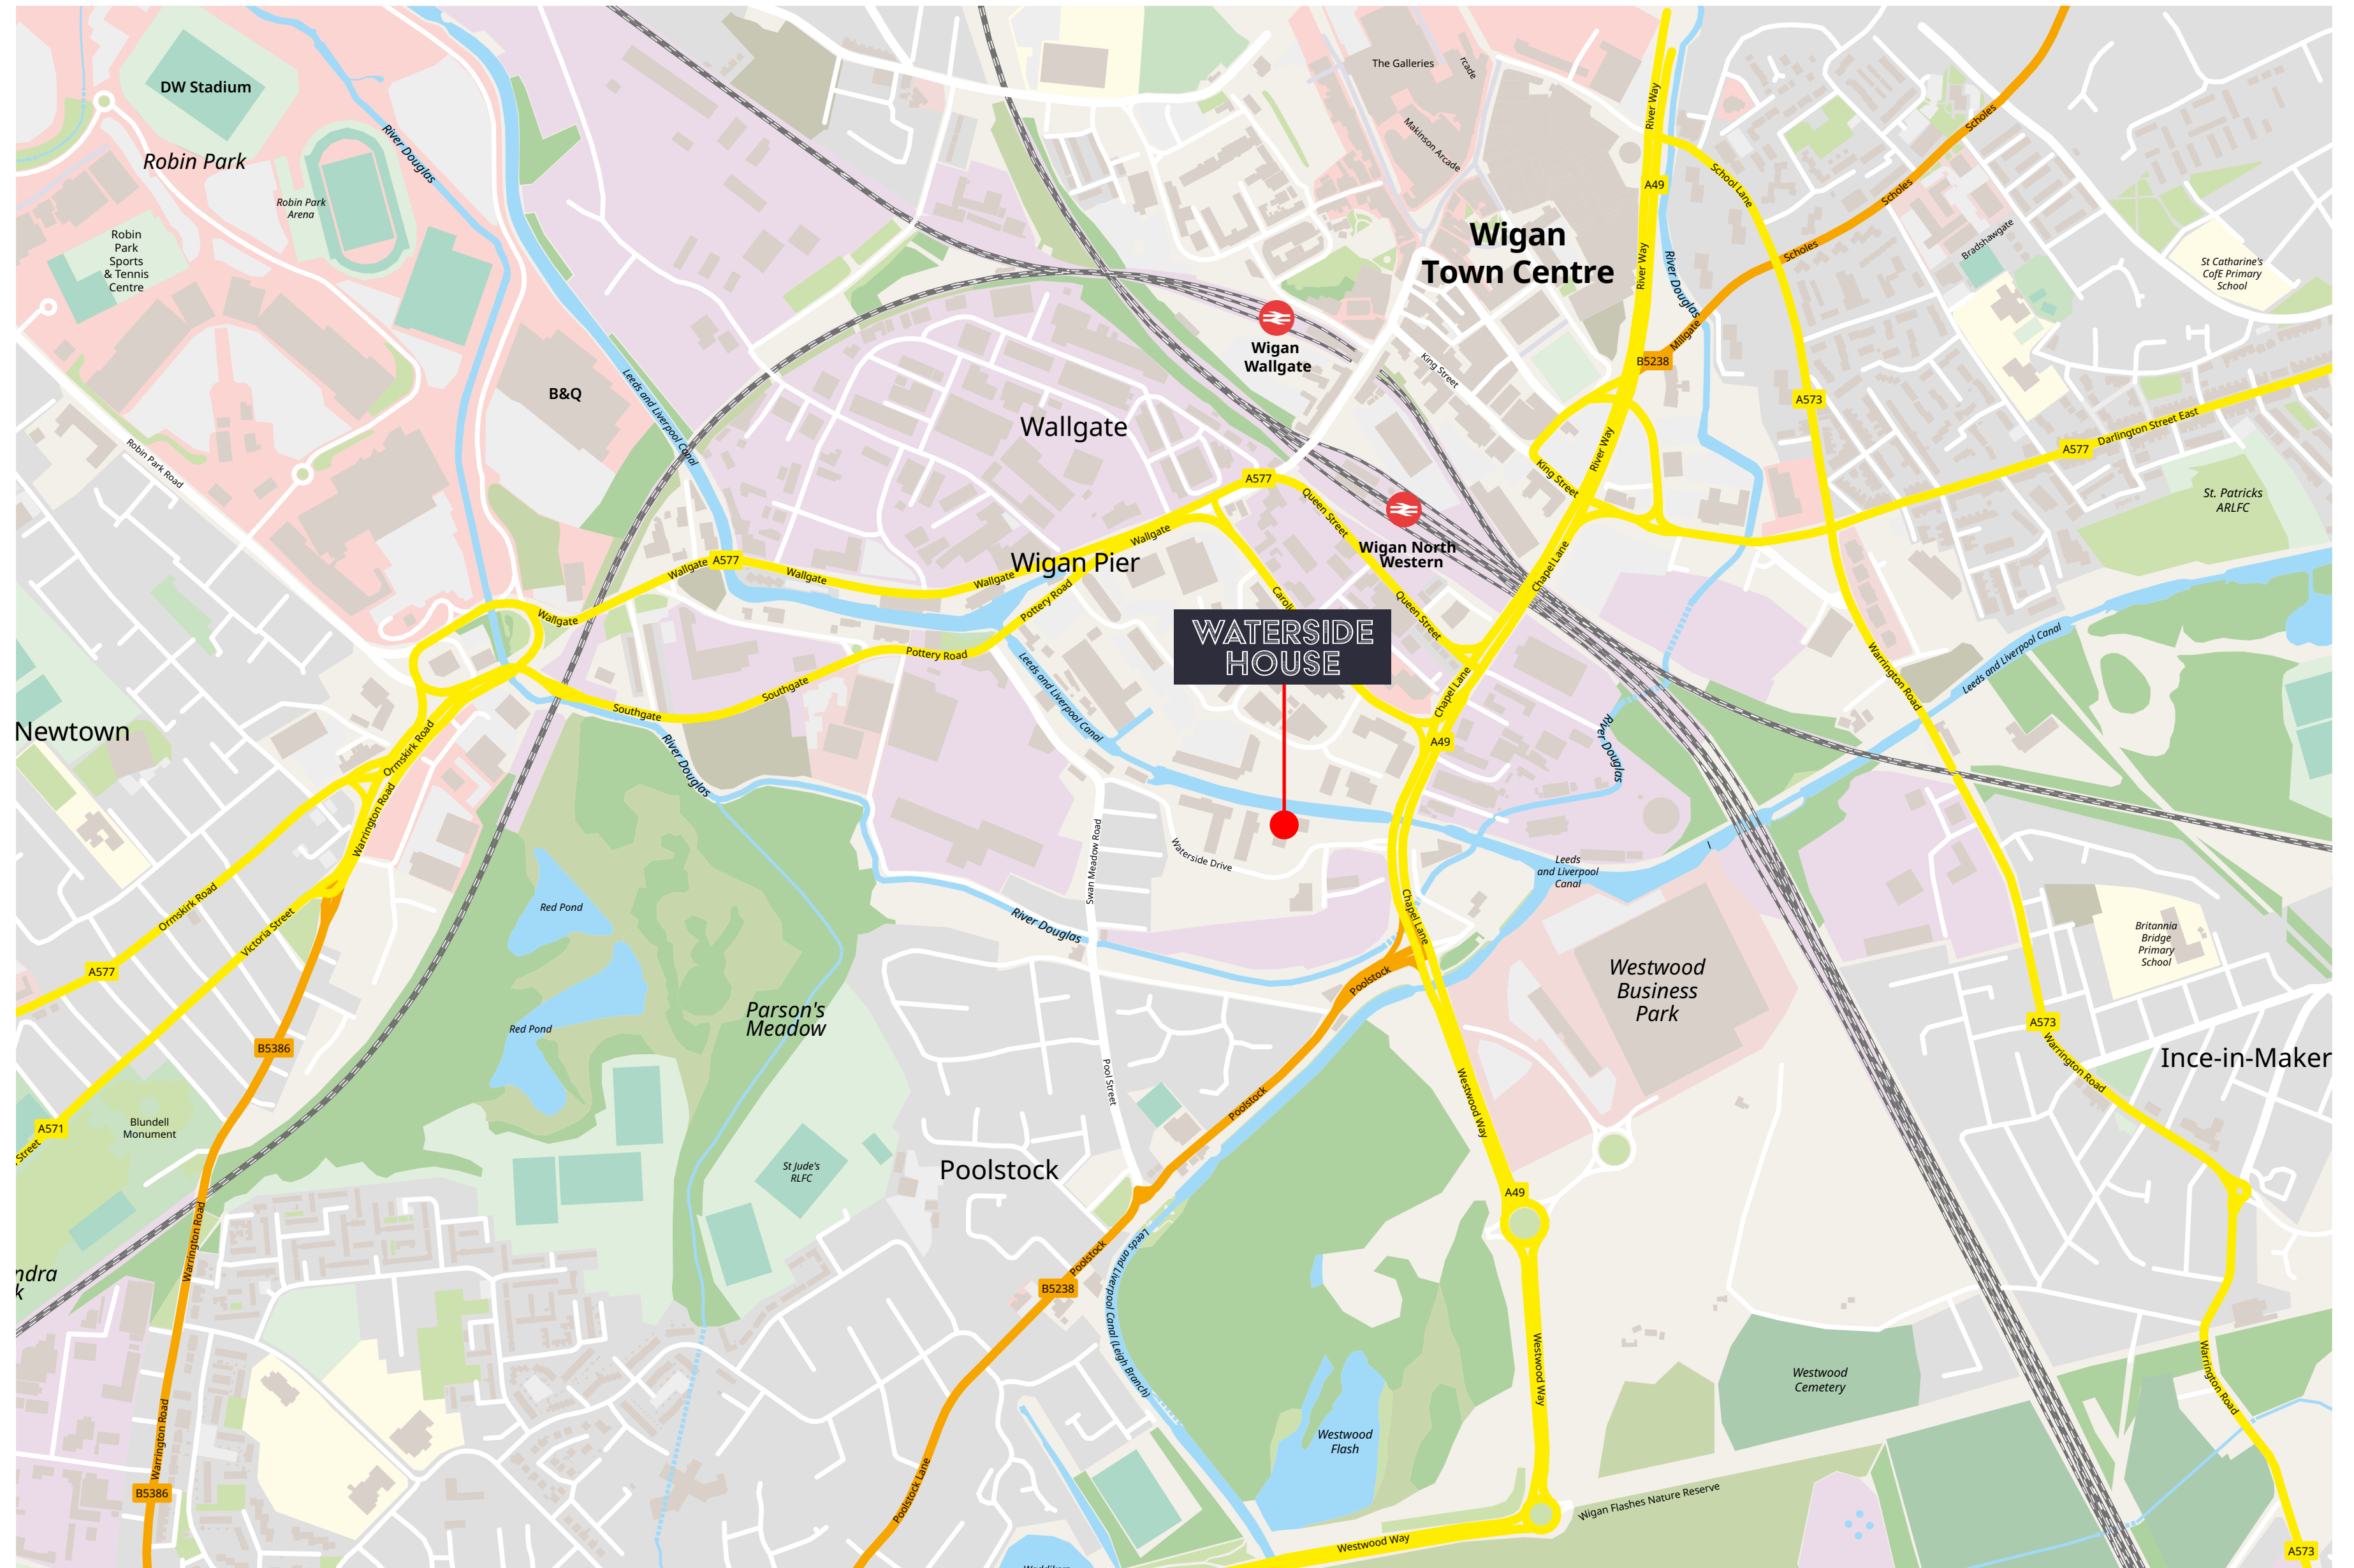 DW Stadium
Robin Park
River Douglas
Robin Park
Arena
Robin
Park
Sports
& Tennis
Centre
B&Q
Leeds and Liverpool Canal
Robin Park Road
The Galleries
rcade
Makinson Arcade
Wigan
Town Centre
River Way
A49
River Way
School Lane
Scholes
Scholes
Scholes
Bradshawgate
St Catharine's
CofE Primary
School
River Douglas
Millgate
B5238
Wigan
Wallgate
King Street
A573
Darlington Street East
A577
River Way
King Street
St. Patricks
ARLFC
Wallgate
A577
Queen Street
Wigan North
Western
Wigan Pier
Wallgate
Wallgate
Wallgate
A577
Wallgate
Wallgate
Pottery Road
Pottery Road
Southgate
Southgate
Chapel Lane
Queen Street
Chapel Lane
WATERSIDE
HOUSE
Leeds and Liverpool Canal
Leeds and Liverpool Canal
Warrington Road
River Douglas
A49
Newtown
Ormskirk Road
Warrington Road
River Douglas
Swan Meadow Road
Waterside Drive
Leeds
and Liverpool
Canal
l
Chapel Lane
Ormskirk Road
Victoria Street
A577
Red Pond
Red Pond
River Douglas
Poolstock
Westwood
Business
Park
Britannia
Bridge
Primary
School
A573
Warrington Road
Ince-in-Maker
Parson's
Meadow
B5386
A571
Street
Blundell
Monument
Pool Street
Poolstock
Westwood Way
St Jude's
RLFC
Poolstock
A49
Warrington Road
ndra
k
Poolstock
B5238
Leeds and Liverpool Canal (Leigh Branch)
Westwood Way
Westwood
Cemetery
Warrington Road
Westwood
Flash
Warrington Road
B5386
Poolstock Lane
Wigan Flashes Nature Reserve
Westwood Way
A573